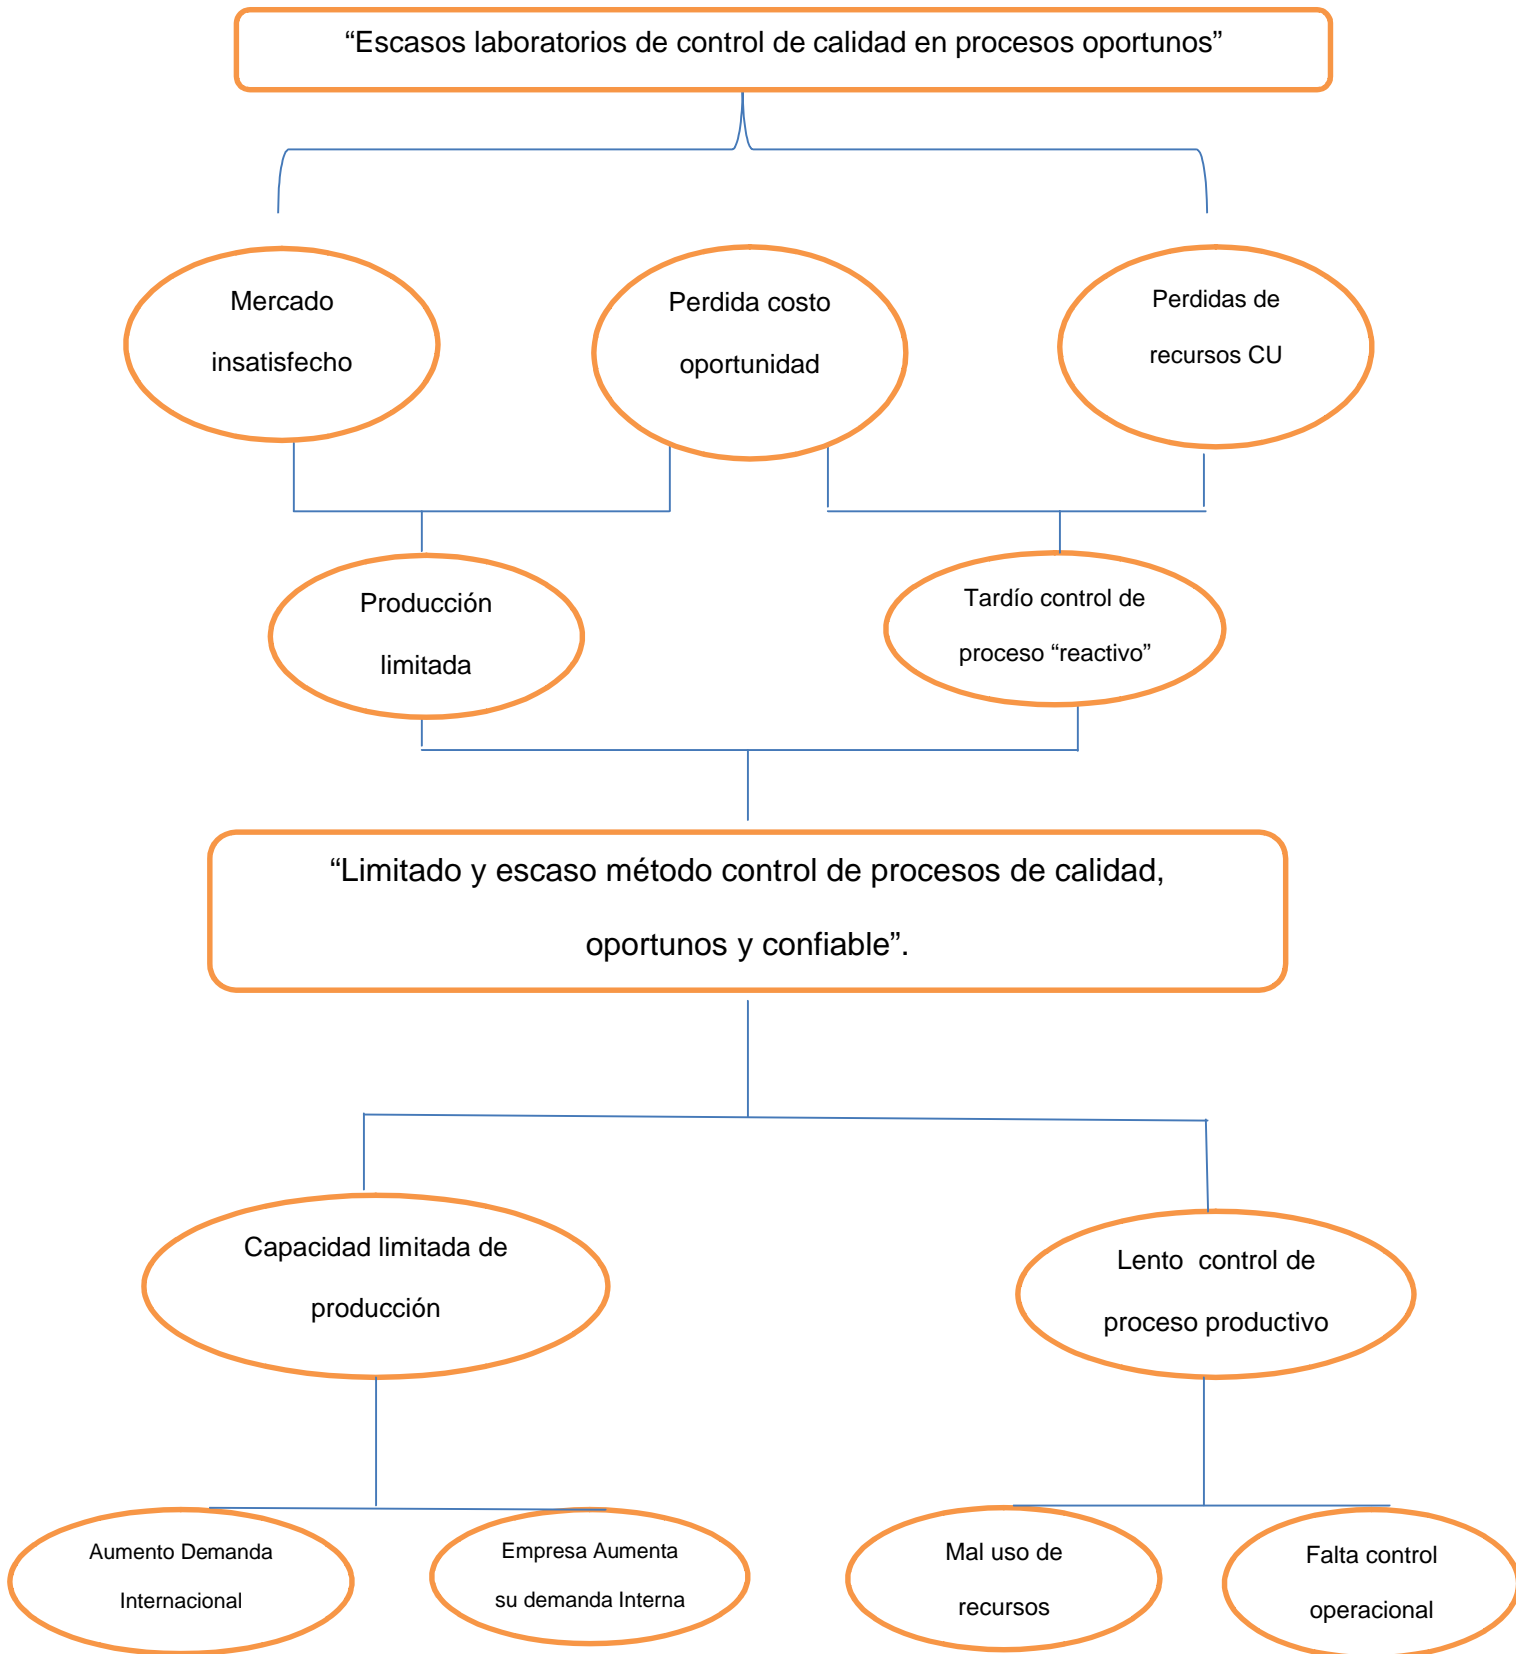 “Escasos laboratorios de control de calidad en procesos oportunos”
Mercado
insatisfecho
Perdida costo
oportunidad
Perdidas de
recursos CU
Producción
limitada
Tardío control de
proceso “reactivo”
“Limitado y escaso método control de procesos de calidad,
oportunos y confiable”.
Capacidad limitada de
producción
Lento  control de
proceso productivo
Aumento Demanda
Internacional
Empresa Aumenta
su demanda Interna
Mal uso de
recursos
Falta control
operacional